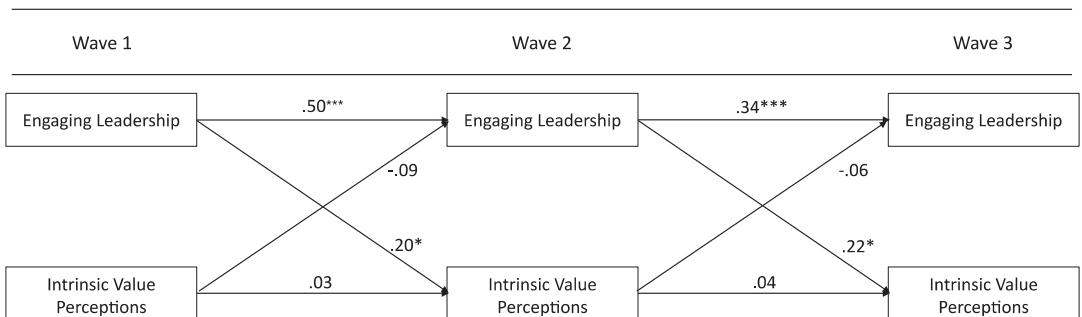 Wave 1
Wave 2
Wave 3
Engaging Leadership
.50***
Engaging Leadership
.34***
Engaging Leadership
-.09
-.06
.20*
.22*
Intrinsic Value
Perceptions
.03
Intrinsic Value
Perceptions
.04
Intrinsic Value
Perceptions